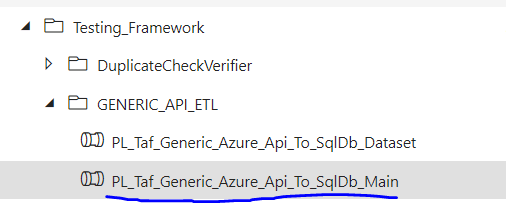 Testing_Framework
DuplicateCheckVerifier
GENERIC_API_ETL
PL_Taf_Generic_Azure_Api_To_SqlDb_Dataset
PL_Taf_Generic_Azure_Api_To_SqlDb_Main